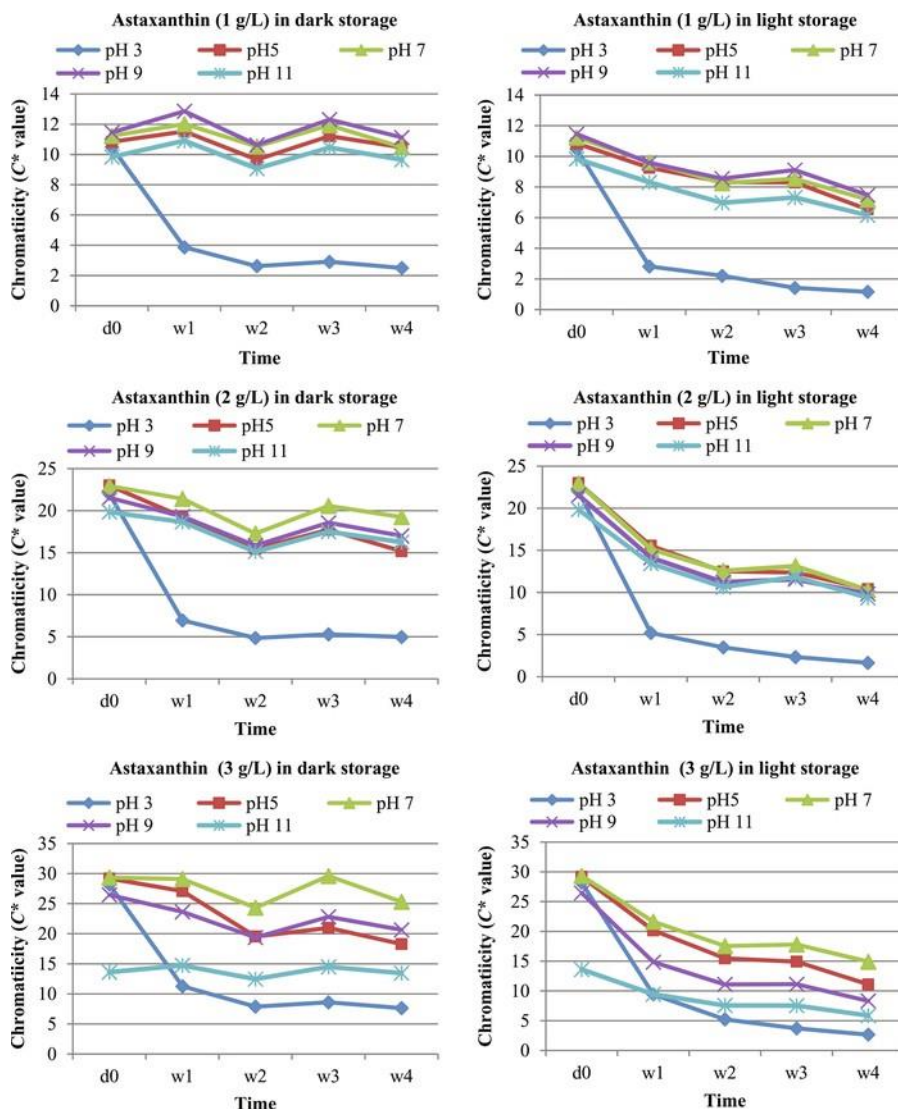 Astaxanthin (1 g/L) in dark storage
pH 3 pH5 pH 7
pH 9 pH 11
Chromatiicity (C* value)
14
12
10
8
6
4
2
0
d0 w1 w2 w3 w4
Time
Astaxanthin (1 g/L) in light storage
pH 3 pH5 pH 7
pH 9 pH 11
Chromatiicity (C* value)
14
12
10
8
6
4
2
0
d0 w1 w2 w3 w4
Time
Astaxanthin (2 g/L) in dark storage
pH 3 pH5 pH 7
pH 9 pH 11
Chromatiicity (C* value)
25
20
15
10
5
0
d0 w1 w2 w3 w4
Time
Astaxanthin (2 g/L) in light storage
pH 3 pH5 pH 7
pH 9 pH 11
Chromatiicity (C* value)
25
20
15
10
5
0
d0 w1 w2 w3 w4
Time
Astaxanthin (3 g/L) in dark storage
pH 3 pH5 pH 7
pH 9 pH 11
Chromatiicity (C* value)
35
30
25
20
15
10
5
0
d0 w1 w2 w3 w4
Time
Astaxanthin (3 g/L) in light storage
pH 3 pH5 pH 7
pH 9 pH 11
Chromatiicity (C* value)
35
30
25
20
15
10
5
0
d0 w1 w2 w3 w4
Time